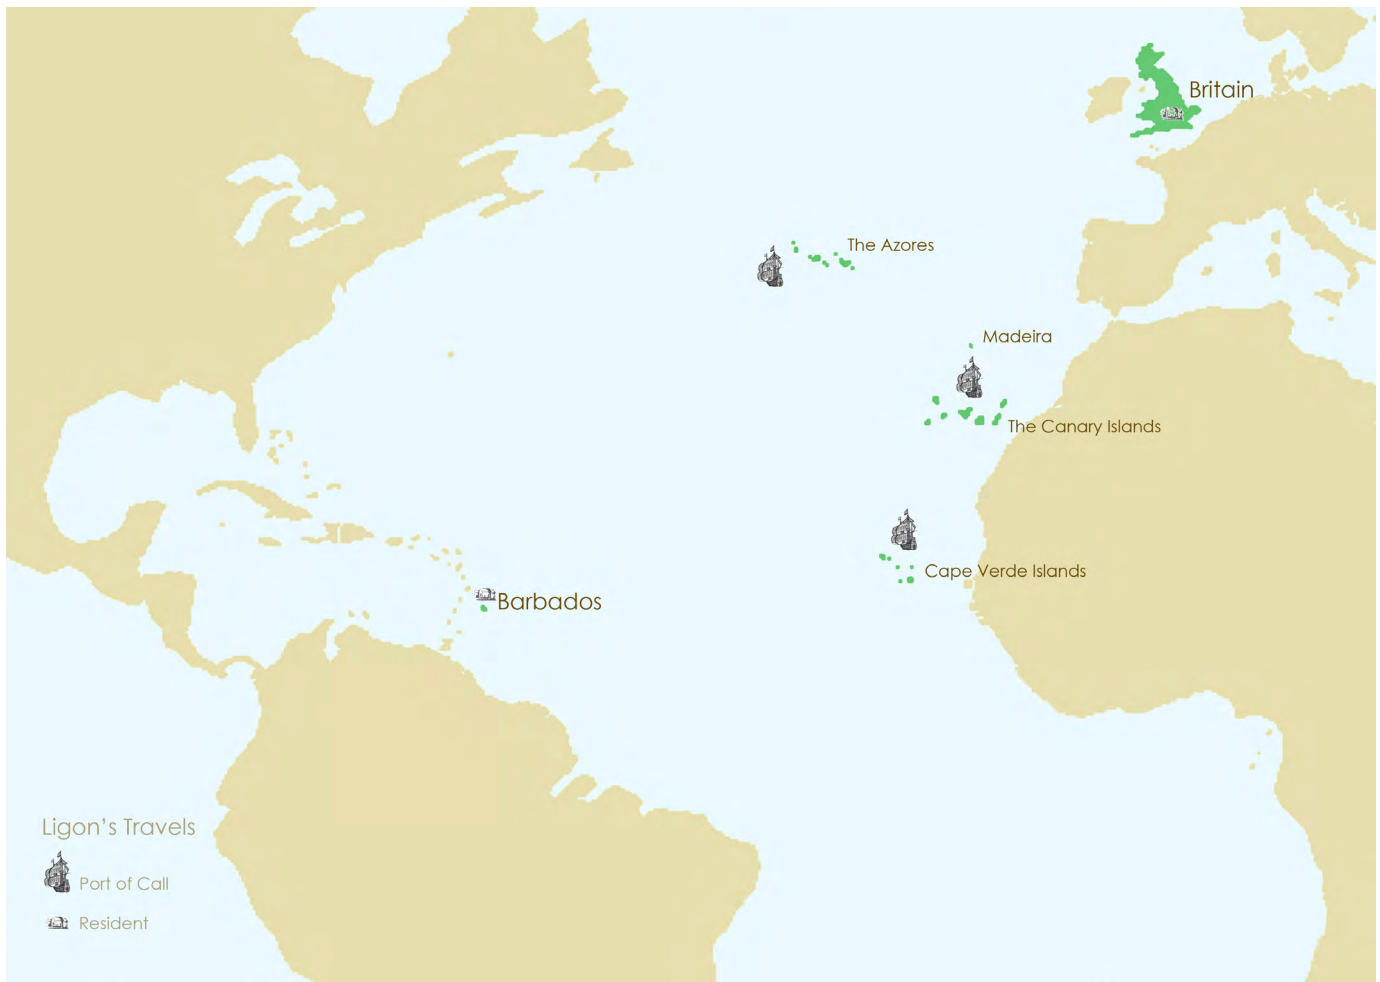 Britain
The Azores
Madeira
The Canary Islands
Cape Verde Islands
Barbados
Ligon's Travels
Port of Call
Resident